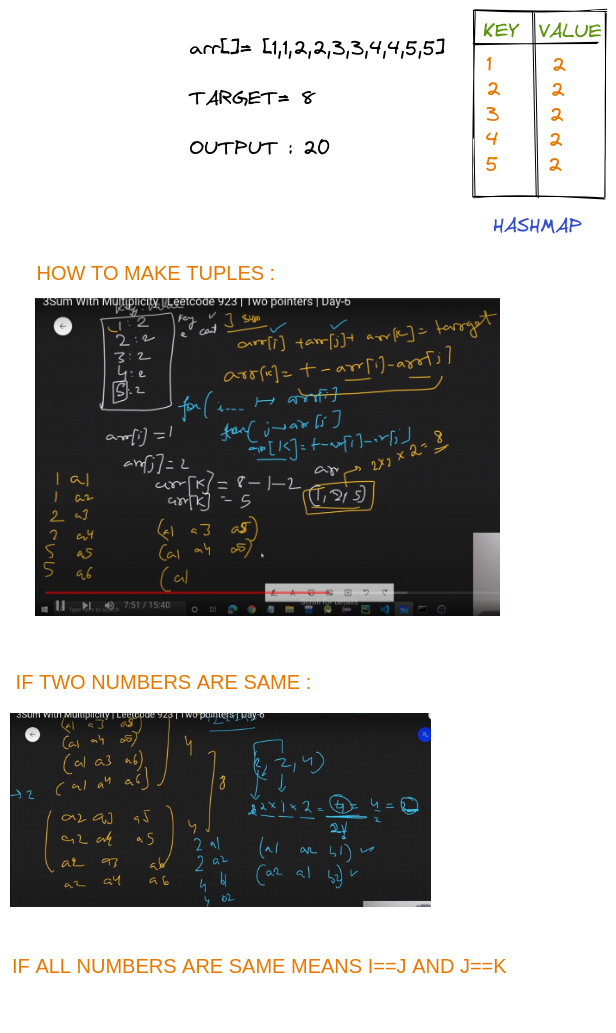 arr[]= [1,1,2,2,3,3,4,4,5,5]
TARGET= 8
OUTPUT : 20
KEY VALUE
1 2
2 2
3 2
4 2
5 2
HASHMAP
HOW TO MAKE TUPLES :
3Sum With Multiplicity | Leetcode 923 | Two pointers | Day-6
1 : 2
2 : 2
3 : 2
4 : 2
5 : 2
3 sum
arr[i] + arr[j] + arr[k] = target
arr[k] = t - arr[i] - arr[j]
for( i... → arr[i]
for( j → arr[j]
arr[k] = t - arr[i] - arr[j]
arr[i] = 1
arr[j] = 2
arr[k] = 8 - 1 - 2
arr[k] = 5
2 x 2 x 2 = 8
(1, 2, 5)
1 a1
1 a2
2 a3
2 a4
5 a5
5 a6
(a1 a3 a5)
(a1 a4 a5)
(a1
7:51 / 15:40
IF TWO NUMBERS ARE SAME :
3Sum With Multiplicity | Leetcode 923 | Two pointers | Day-6
(a1 a3 a5)
(a1 a4 a5)
(a1 a3 a6)
(a1 a4 a6)
4
8
a2 a3 a5
a2 a4 a5
a2 a3 a6
a2 a4 a6
4
→ 2
(2, 2, 4)
2 x 1 x 2 = 4 = 4/2 = 2
2!
2 a1
2 a2
4 b1
4 b2
(a1 a2 b1)
(a2 a1 b2)
IF ALL NUMBERS ARE SAME MEANS I==J AND J==K